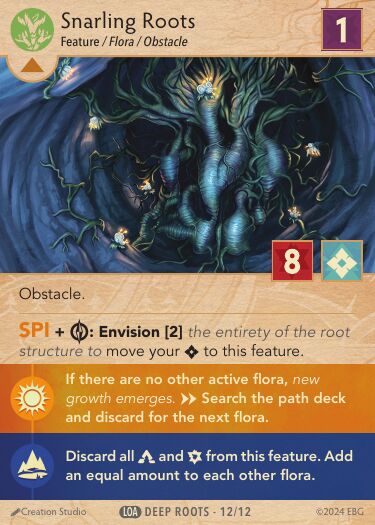 Snarling Roots
1
Feature / Flora / Obstacle
8
Obstacle.
SPI + : Envision [2] the entirety of the root
structure to move your to this feature.
If there are no other active flora, new
growth emerges. Search the path deck
and discard for the next flora.
Discard all and from this feature. Add
an equal amount to each other flora.
Creation Studio
LOA DEEP ROOTS - 12/12
©2024 EBG